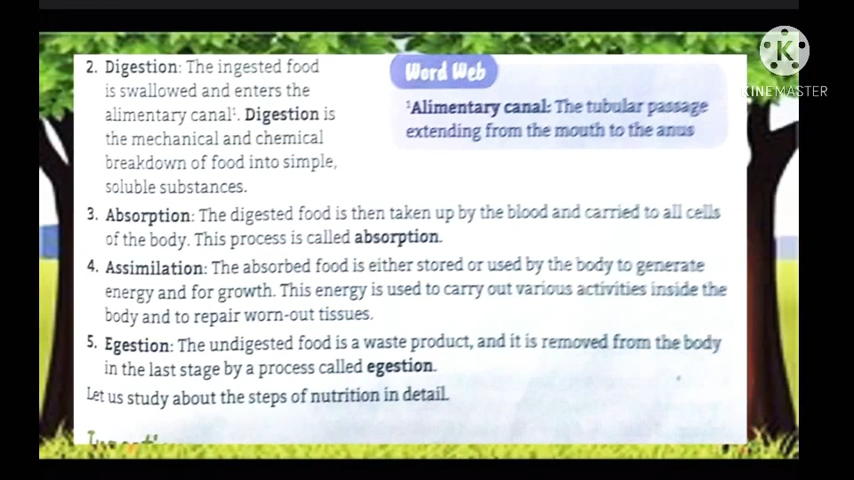 2. Digestion: The ingested food
is swallowed and enters the
alimentary canal¹. Digestion is
the mechanical and chemical
breakdown of food into simple,
soluble substances.
Word Web
¹Alimentary canal: The tubular passage
extending from the mouth to the anus
3. Absorption: The digested food is then taken up by the blood and carried to all cells
of the body. This process is called absorption.
4. Assimilation: The absorbed food is either stored or used by the body to generate
energy and for growth. This energy is used to carry out various activities inside the
body and to repair worn-out tissues.
5. Egestion: The undigested food is a waste product, and it is removed from the body
in the last stage by a process called egestion.
Let us study about the steps of nutrition in detail.
K
KINEMASTER